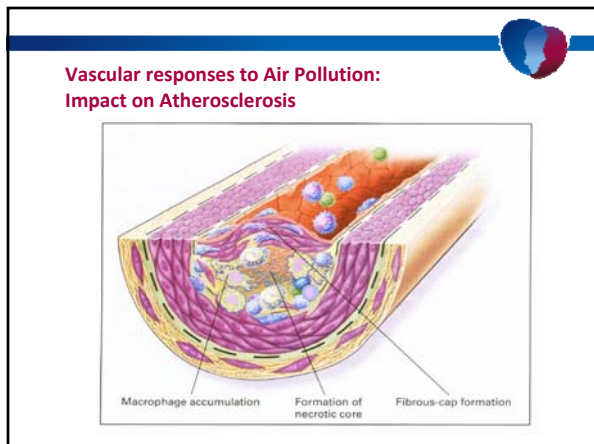 Vascular responses to Air Pollution:
Impact on Atherosclerosis
Macrophage accumulation
Formation of
necrotic core
Fibrous-cap formation